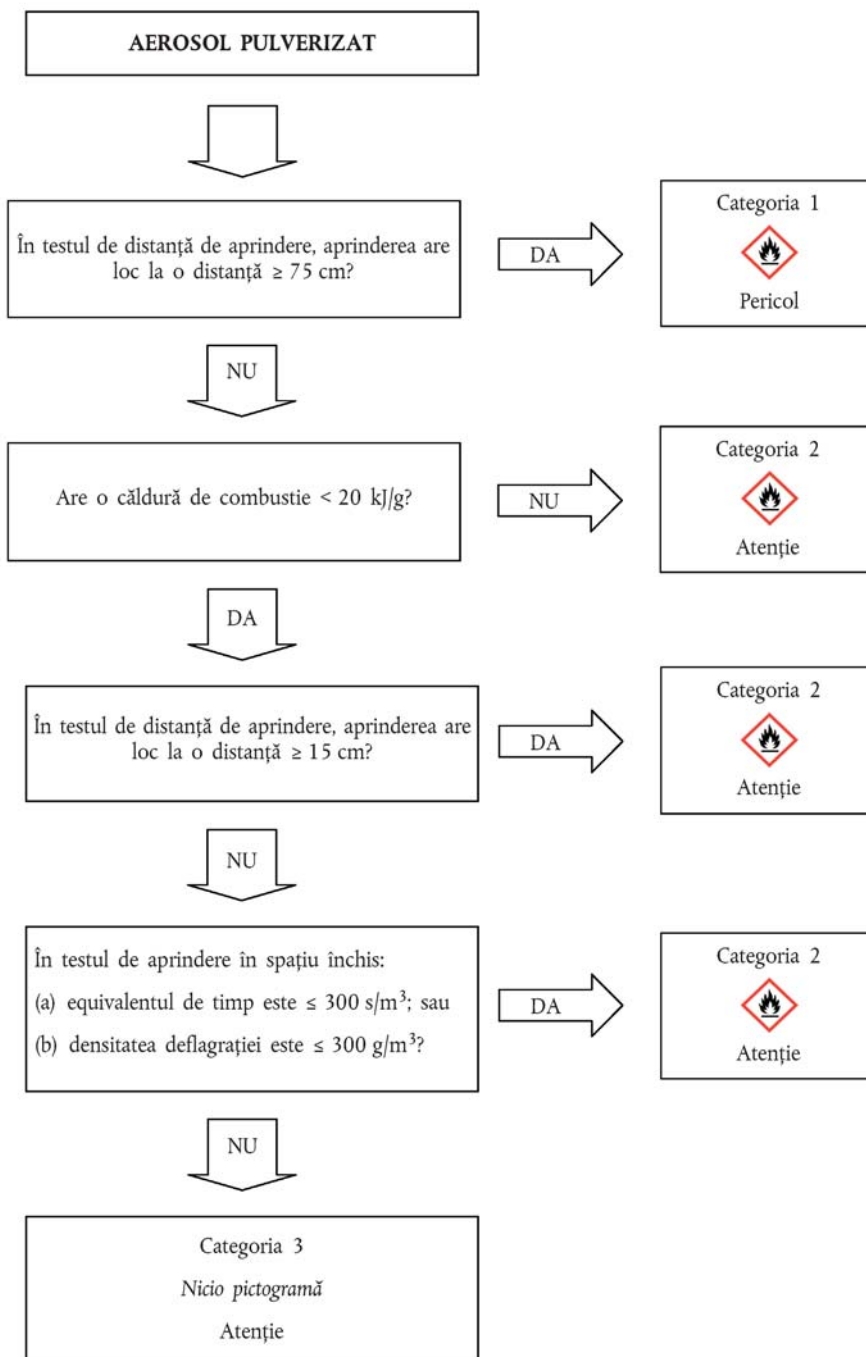 AEROSOL PULVERIZAT
În testul de distanță de aprindere, aprinderea are
loc la o distanță ≥ 75 cm?
DA
Categoria 1
Pericol
NU
Are o căldură de combustie < 20 kJ/g?
NU
Categoria 2
Atenție
DA
În testul de distanță de aprindere, aprinderea are
loc la o distanță ≥ 15 cm?
DA
Categoria 2
Atenție
NU
În testul de aprindere în spațiu închis:
(a) equivalentul de timp este ≤ 300 s/m³; sau
(b) densitatea deflagrației este ≤ 300 g/m³?
DA
Categoria 2
Atenție
NU
Categoria 3
Nicio pictogramă
Atenție